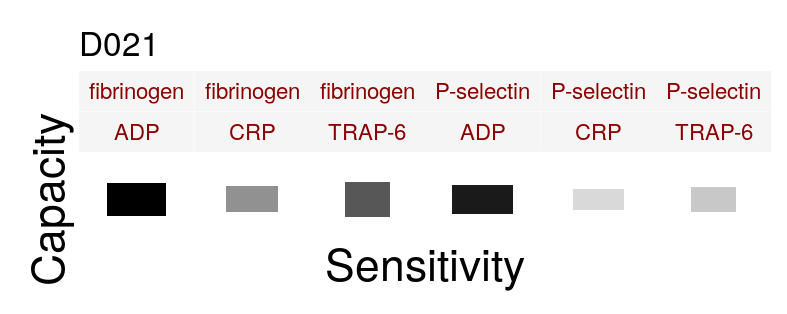 D021
fibrinogen fibrinogen fibrinogen P-selectin P-selectin P-selectin
ADP CRP TRAP-6 ADP CRP TRAP-6
Capacity
Sensitivity